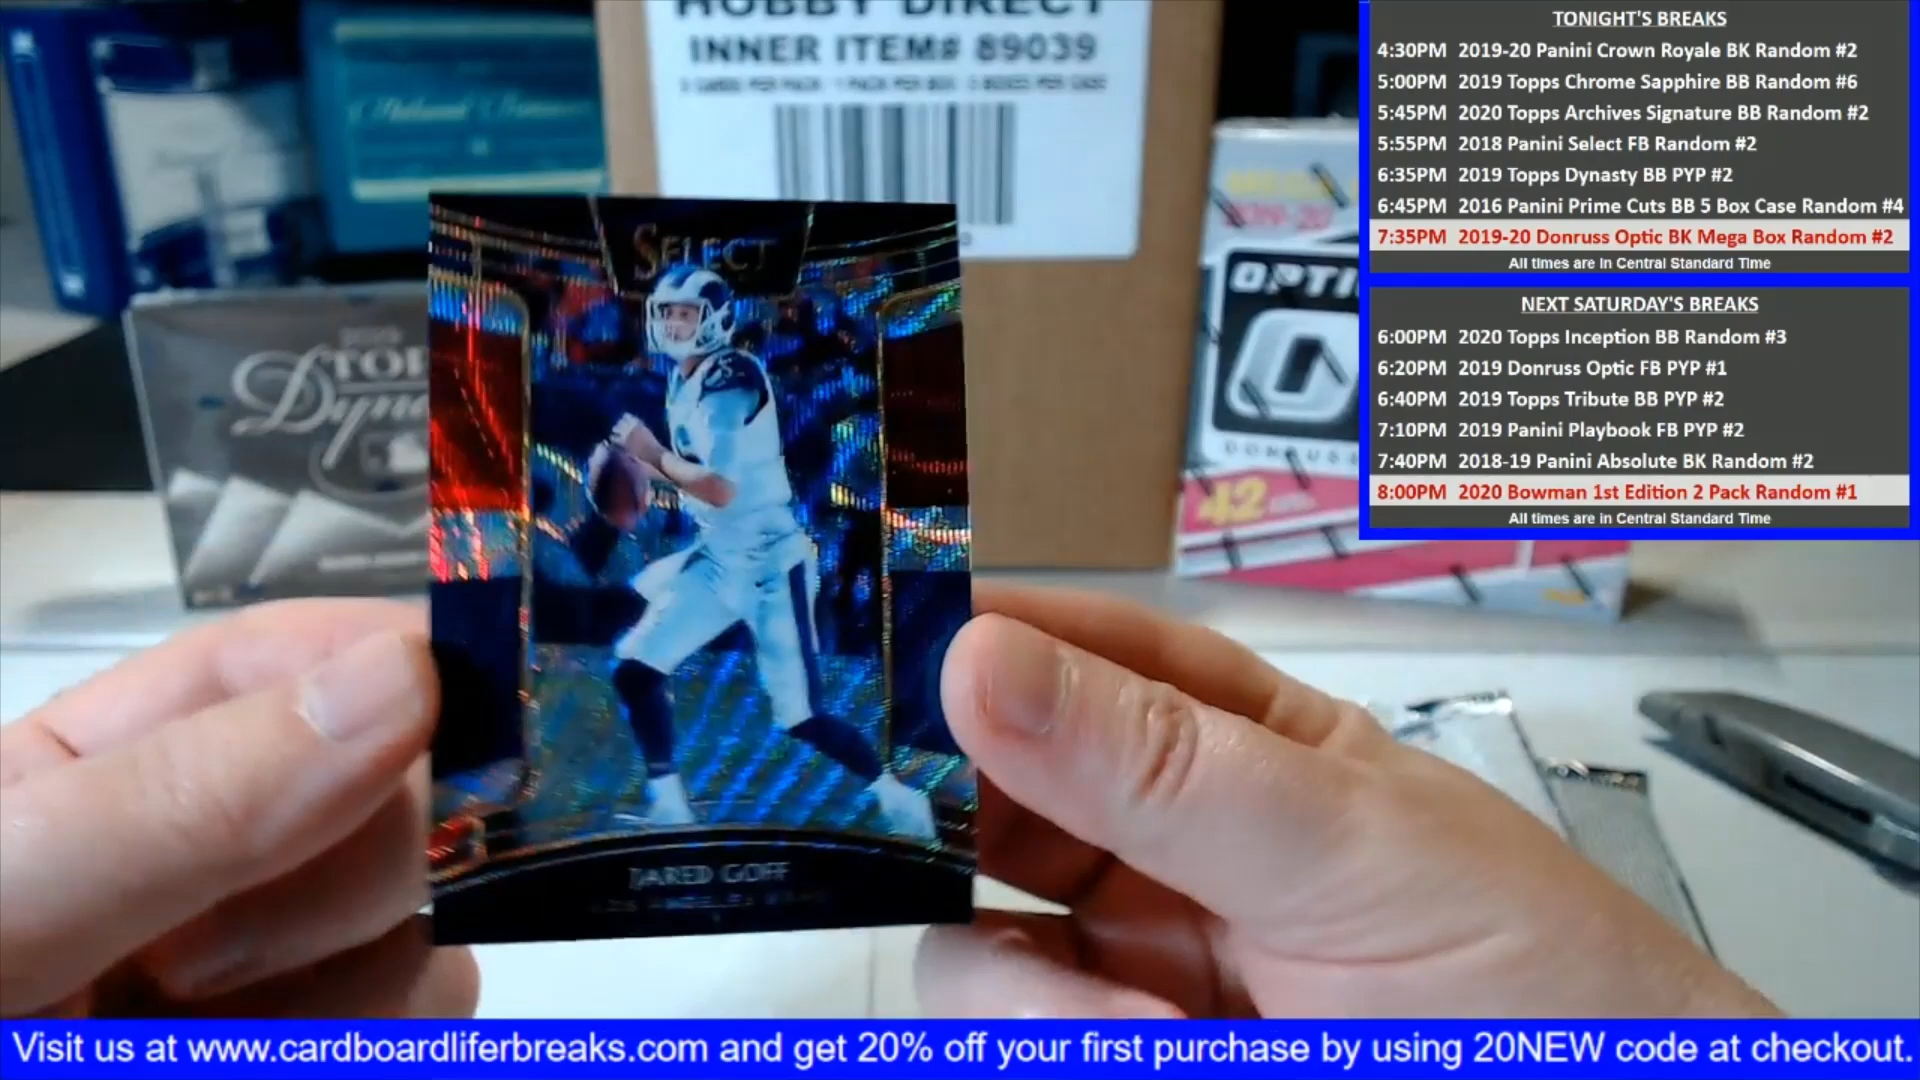 HOBBY DIRECT
INNER ITEM# 89039
TONIGHT'S BREAKS
4:30PM 2019-20 Panini Crown Royale BK Random #2
5:00PM 2019 Topps Chrome Sapphire BB Random #6
5:45PM 2020 Topps Archives Signature BB Random #2
5:55PM 2018 Panini Select FB Random #2
6:35PM 2019 Topps Dynasty BB PYP #2
6:45PM 2016 Panini Prime Cuts BB 5 Box Case Random #4
7:35PM 2019-20 Donruss Optic BK Mega Box Random #2
All times are in Central Standard Time
NEXT SATURDAY'S BREAKS
6:00PM 2020 Topps Inception BB Random #3
6:20PM 2019 Donruss Optic FB PYP #1
6:40PM 2019 Topps Tribute BB PYP #2
7:10PM 2019 Panini Playbook FB PYP #2
7:40PM 2018-19 Panini Absolute BK Random #2
8:00PM 2020 Bowman 1st Edition 2 Pack Random #1
All times are in Central Standard Time
SELECT
OPTI
42
TOP
Dyna
JARED GOFF
LOS ANGELES RAMS
Visit us at www.cardboardliferbreaks.com and get 20% off your first purchase by using 20NEW code at checkout.